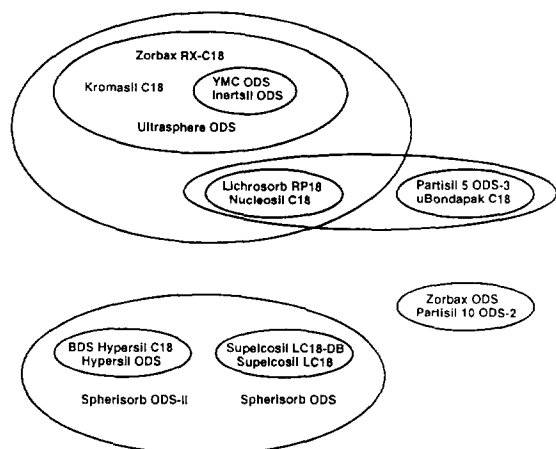 Zorbax RX-C18
Kromasil C18
YMC ODS
Inertsil ODS
Ultrasphere ODS
Lichrosorb RP18
Nucleosil C18
Partisil 5 ODS-3
uBondapak C18
Zorbax ODS
Partisil 10 ODS-2
BDS Hypersil C18
Hypersil ODS
Supelcosil LC18-DB
Supelcosil LC18
Spherisorb ODS-II
Spherisorb ODS